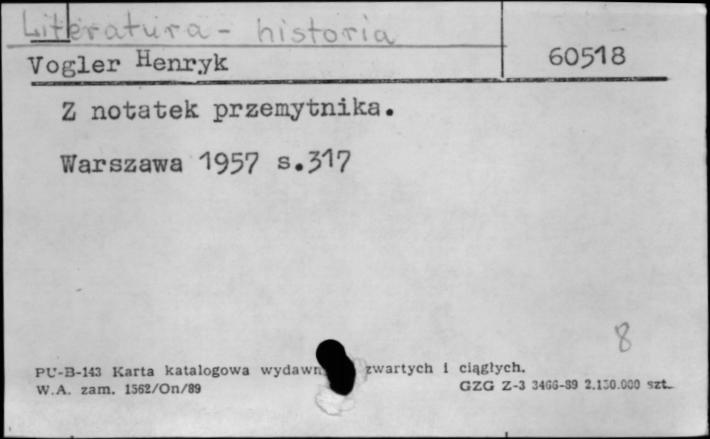 Literatura - historia
Vogler Henryk 60518
Z notatek przemytnika.
Warszawa 1957 s.317
8
PU-B-143 Karta katalogowa wydawn zwartych i ciągłych.
W.A. zam. 1562/On/89 GZG Z-3 3466-89 2.150.000 szt.